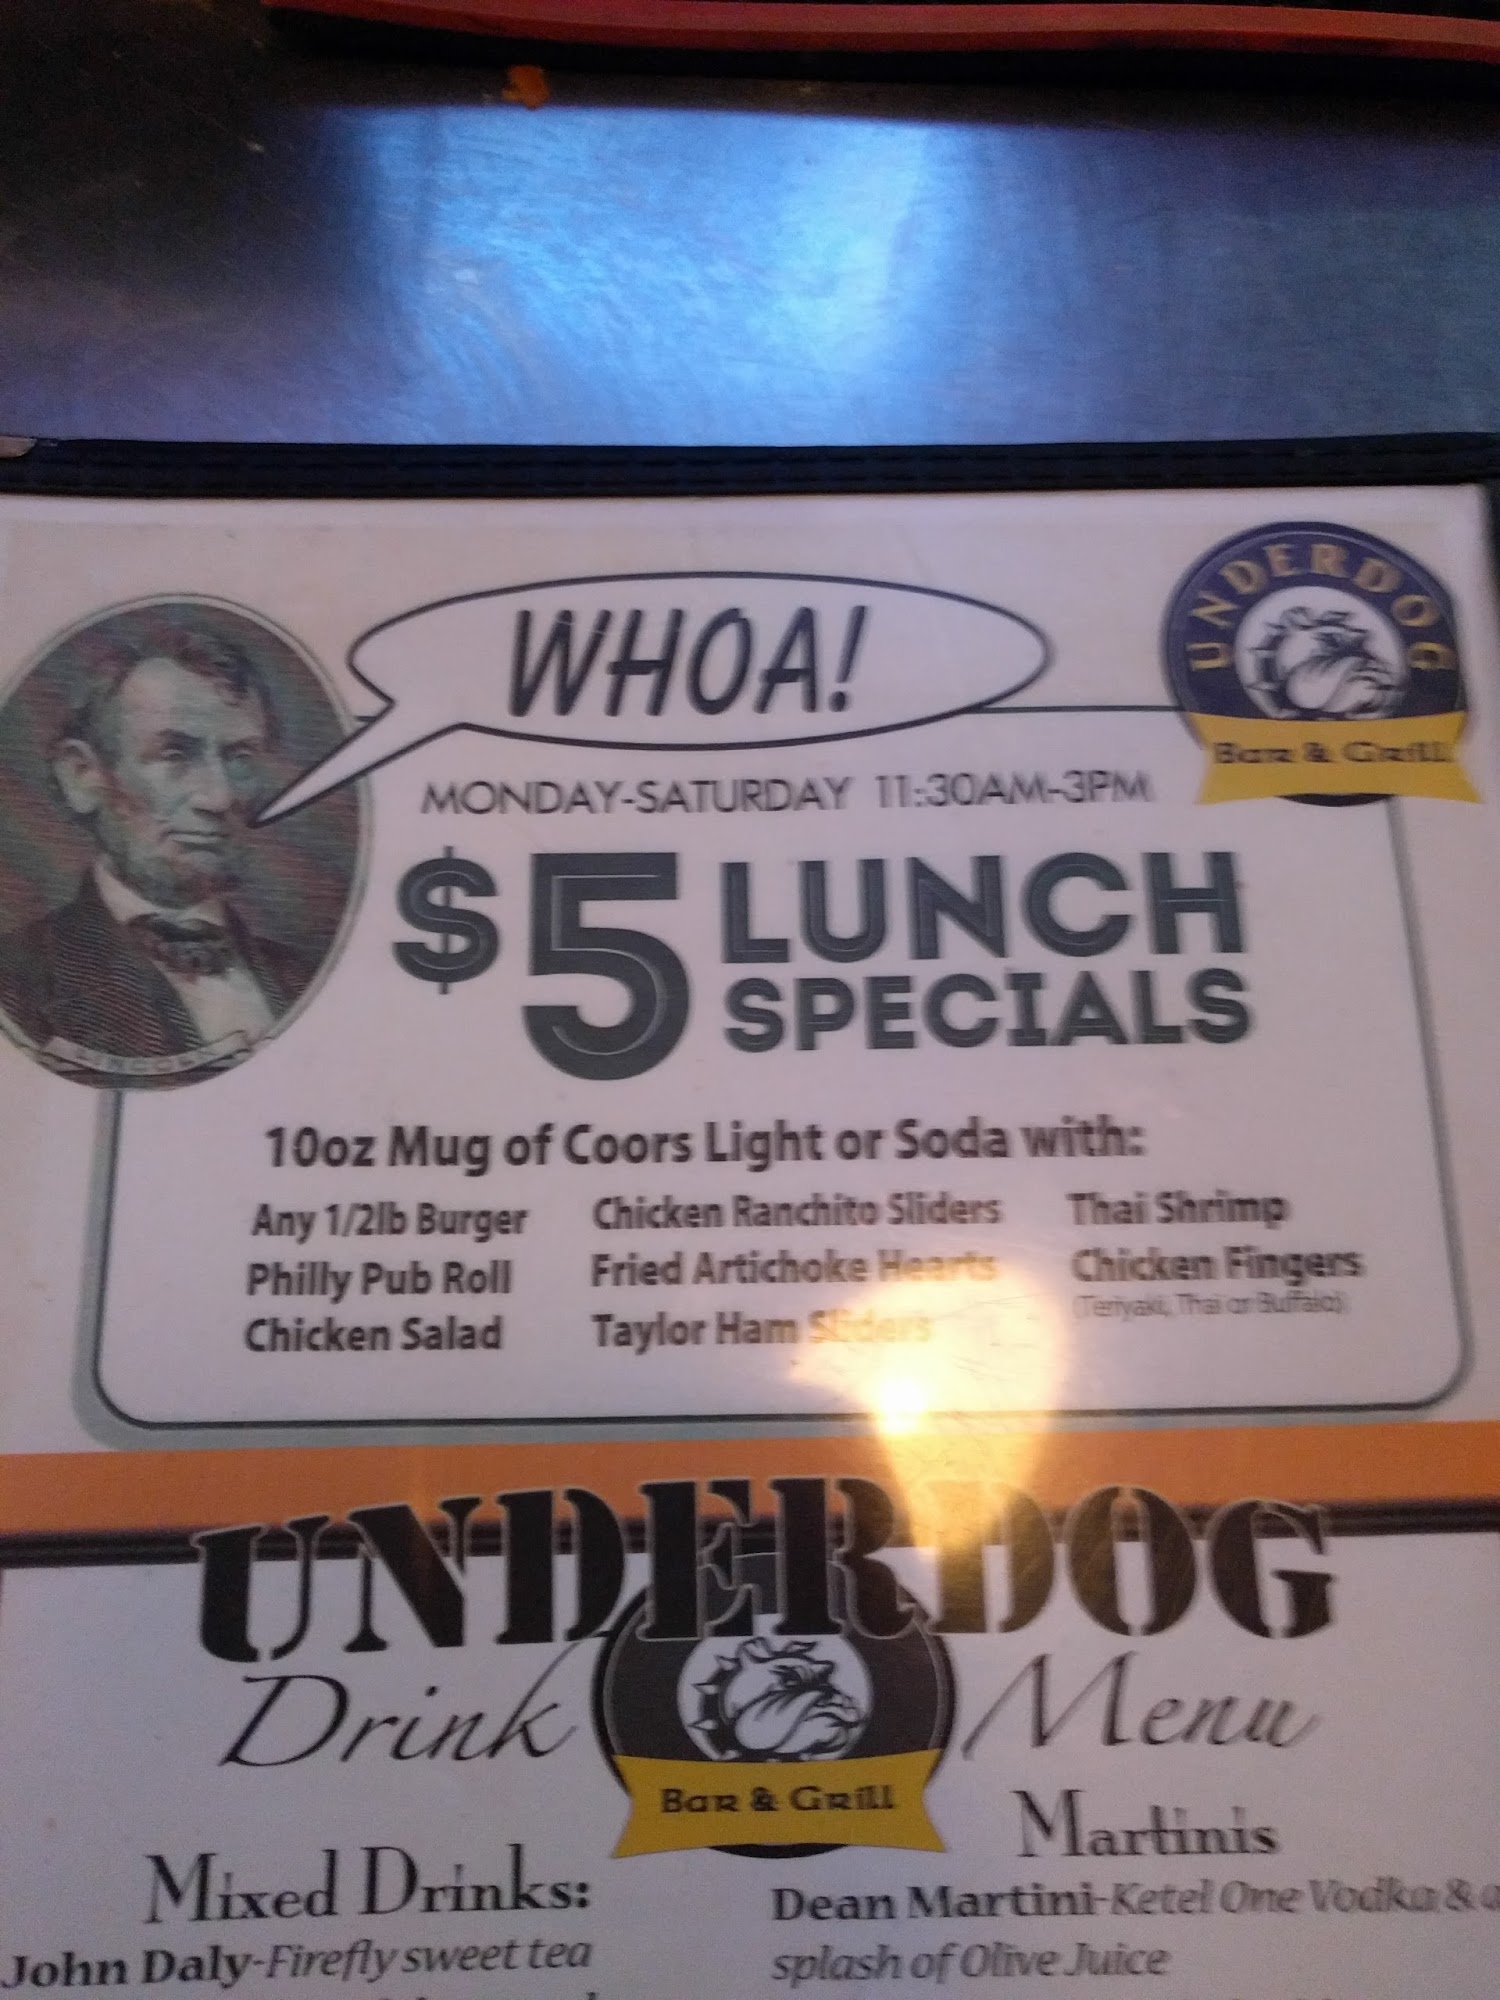 WHOA!
UNDERDOG
Bar & Grill
MONDAY-SATURDAY 11:30AM-3PM
$5 LUNCH
SPECIALS
LINCOLN
10oz Mug of Coors Light or Soda with:
Any 1/2lb Burger
Philly Pub Roll
Chicken Salad
Chicken Ranchito Sliders
Fried Artichoke Hearts
Taylor Ham Sliders
Thai Shrimp
Chicken Fingers
(Teriyaki, Thai or Buffalo)
UNDERDOG
Drink Menu
Bar & Grill
Mixed Drinks:
John Daly-Firefly sweet tea
Martinis
Dean Martini-Ketel One Vodka & a
splash of Olive Juice